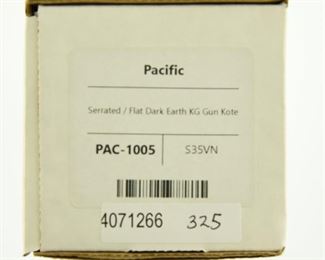 Pacific
Serrated / Flat Dark Earth KG Gun Kote
PAC-1005 S35VN
4071266 325